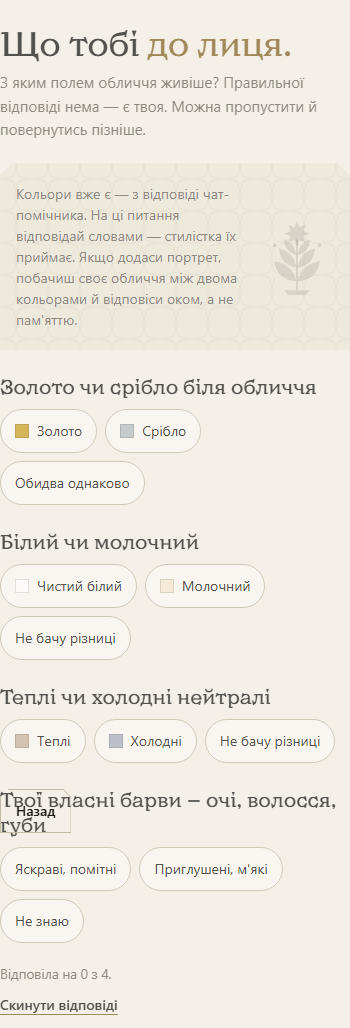 Що тобі до лиця.
З яким полем обличчя живіше? Правильної
відповіді нема — є твоя. Можна пропустити й
повернутись пізніше.
Кольори вже є — з відповіді чат-
помічника. На ці питання
відповідай словами — стилістка їх
приймає. Якщо додаси портрет,
побачиш своє обличчя між двома
кольорами й відповіси оком, а не
пам'яттю.
Золото чи срібло біля обличчя
Золото
Срібло
Обидва однаково
Білий чи молочний
Чистий білий
Молочний
Не бачу різниці
Теплі чи холодні нейтралі
Теплі
Холодні
Не бачу різниці
Твої власні барви — очі, волосся,
губи
Назад
Яскраві, помітні
Приглушені, м'які
Не знаю
Відповіла на 0 з 4.
Скинути відповіді